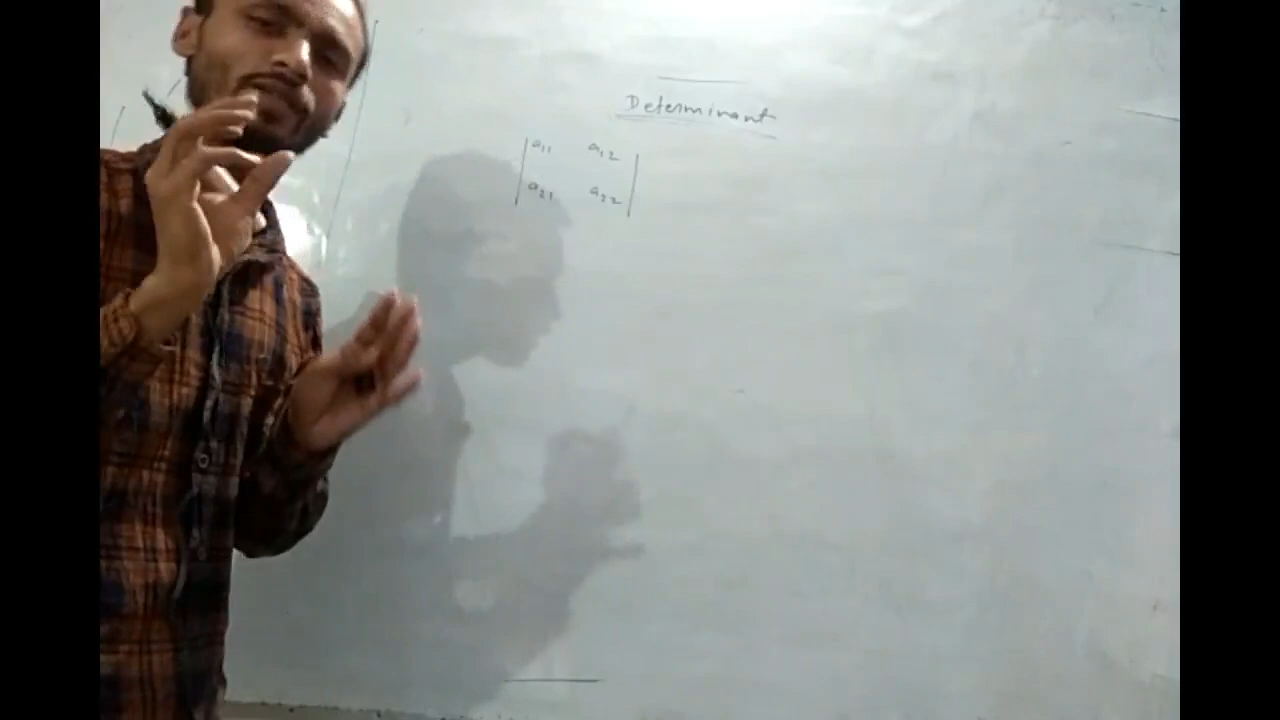 Determinant
| a11 a12 |
| a21 a22 |